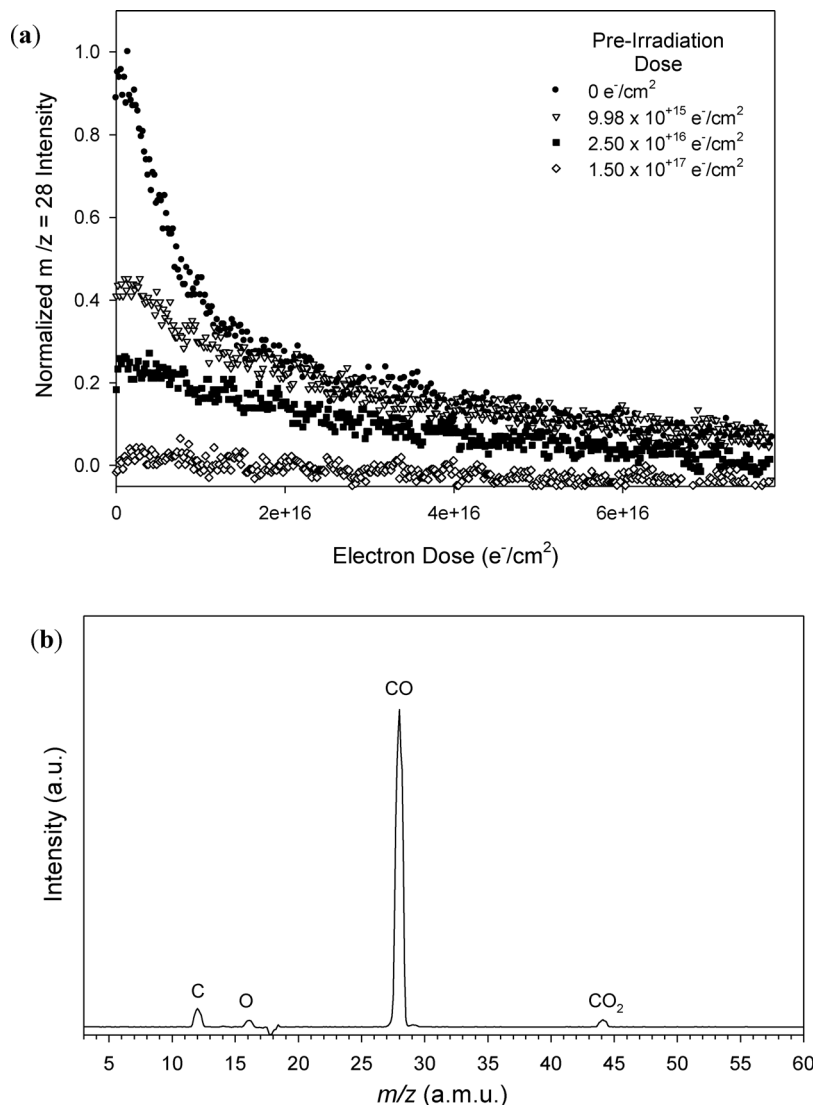 (a)
Pre-Irradiation
Dose
0 e⁻/cm²
9.98 x 10⁺¹⁵ e⁻/cm²
2.50 x 10⁺¹⁶ e⁻/cm²
1.50 x 10⁺¹⁷ e⁻/cm²
Normalized m /z = 28 Intensity
1.0
0.8
0.6
0.4
0.2
0.0
0 2e+16 4e+16 6e+16
Electron Dose (e⁻/cm²)
(b)
CO
C
O
CO₂
Intensity (a.u.)
5 10 15 20 25 30 35 40 45 50 55 60
m/z (a.m.u.)